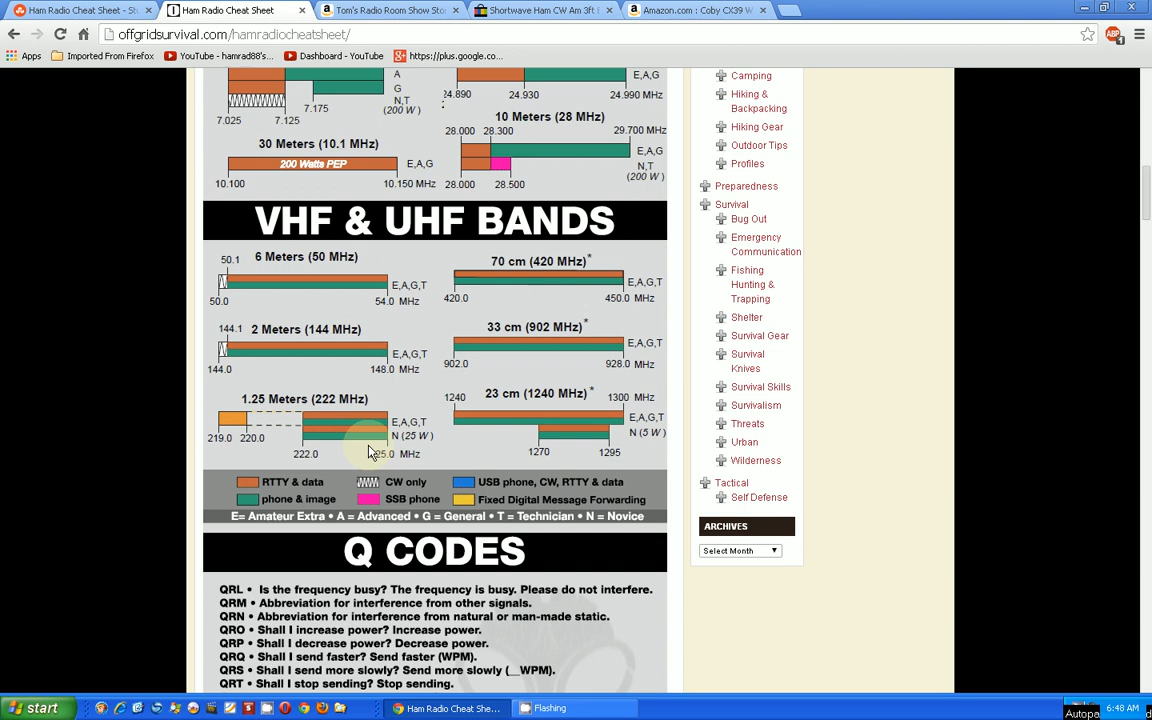 Ham Radio Cheat Sheet - St
Ham Radio Cheat Sheet
Tom's Radio Room Show Sto
Shortwave Ham CW Am 3ft E
Amazon.com : Coby CX39 W
offgridsurvival.com/hamradiocheatsheet/
ABP
1
Apps
Imported From Firefox
YouTube - hamrad88's...
Dashboard - YouTube
https://plus.google.co...
A
G
N,T
(200 W)
7.175
7.025
7.125
E,A,G
24.890
24.930
24.990 MHz
30 Meters (10.1 MHz)
200 Watts PEP
E,A,G
10.100
10.150 MHz
10 Meters (28 MHz)
28.000
28.300
29.700 MHz
E,A,G
N,T
(200 W)
28.000
28.500
VHF & UHF BANDS
6 Meters (50 MHz)
50.1
E,A,G,T
50.0
54.0 MHz
70 cm (420 MHz)*
E,A,G,T
420.0
450.0 MHz
2 Meters (144 MHz)
144.1
E,A,G,T
144.0
148.0 MHz
33 cm (902 MHz)*
E,A,G,T
902.0
928.0 MHz
1.25 Meters (222 MHz)
E,A,G,T
N (25 W)
219.0
220.0
222.0
25.0 MHz
23 cm (1240 MHz)*
1240
1300 MHz
E,A,G,T
N (5 W)
1270
1295
RTTY & data
CW only
USB phone, CW, RTTY & data
phone & image
SSB phone
Fixed Digital Message Forwarding
E= Amateur Extra • A = Advanced • G = General • T = Technician • N = Novice
Q CODES
QRL • Is the frequency busy? The frequency is busy. Please do not interfere.
QRM • Abbreviation for interference from other signals.
QRN • Abbreviation for interference from natural or man-made static.
QRO • Shall I increase power? Increase power.
QRP • Shall I decrease power? Decrease power.
QRQ • Shall I send faster? Send faster (WPM).
QRS • Shall I send more slowly? Send more slowly (__WPM).
QRT • Shall I stop sending? Stop sending.
Camping
Hiking &
Backpacking
Hiking Gear
Outdoor Tips
Profiles
Preparedness
Survival
Bug Out
Emergency
Communication
Fishing
Hunting &
Trapping
Shelter
Survival Gear
Survival
Knives
Survival Skills
Survivalism
Threats
Urban
Wilderness
Tactical
Self Defense
ARCHIVES
Select Month
start
Ham Radio Cheat She...
Flashing
6:48 AM
Autopa